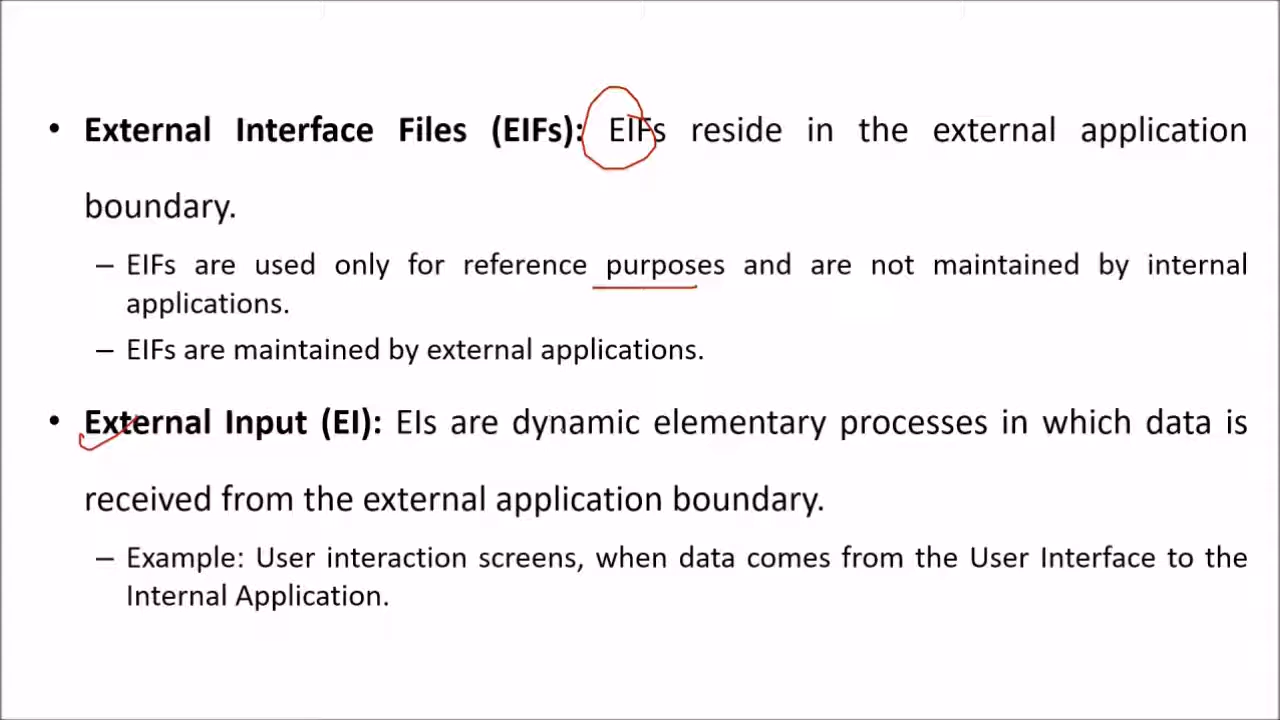 • External Interface Files (EIFs): EIFs reside in the external application
boundary.
– EIFs are used only for reference purposes and are not maintained by internal
applications.
– EIFs are maintained by external applications.
• External Input (EI): EIs are dynamic elementary processes in which data is
received from the external application boundary.
– Example: User interaction screens, when data comes from the User Interface to the
Internal Application.